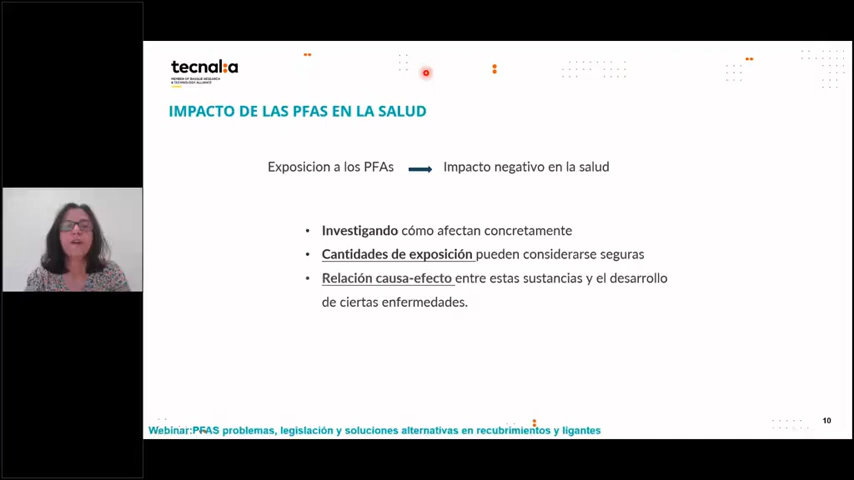 tecnal:a
MEMBER OF BASQUE RESEARCH
& TECHNOLOGY ALLIANCE
IMPACTO DE LAS PFAS EN LA SALUD
Exposicion a los PFAs Impacto negativo en la salud
• Investigando cómo afectan concretamente
• Cantidades de exposición pueden considerarse seguras
• Relación causa-efecto entre estas sustancias y el desarrollo
de ciertas enfermedades.
10
Webinar:PFAS problemas, legislación y soluciones alternativas en recubrimientos y ligantes